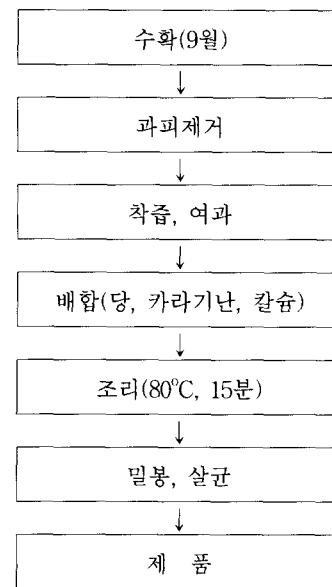 수확(9월)
↓
과피제거
↓
착즙, 여과
↓
배합(당, 카라기난, 칼슘)
↓
조리(80℃, 15분)
↓
밀봉, 살균
↓
제 품